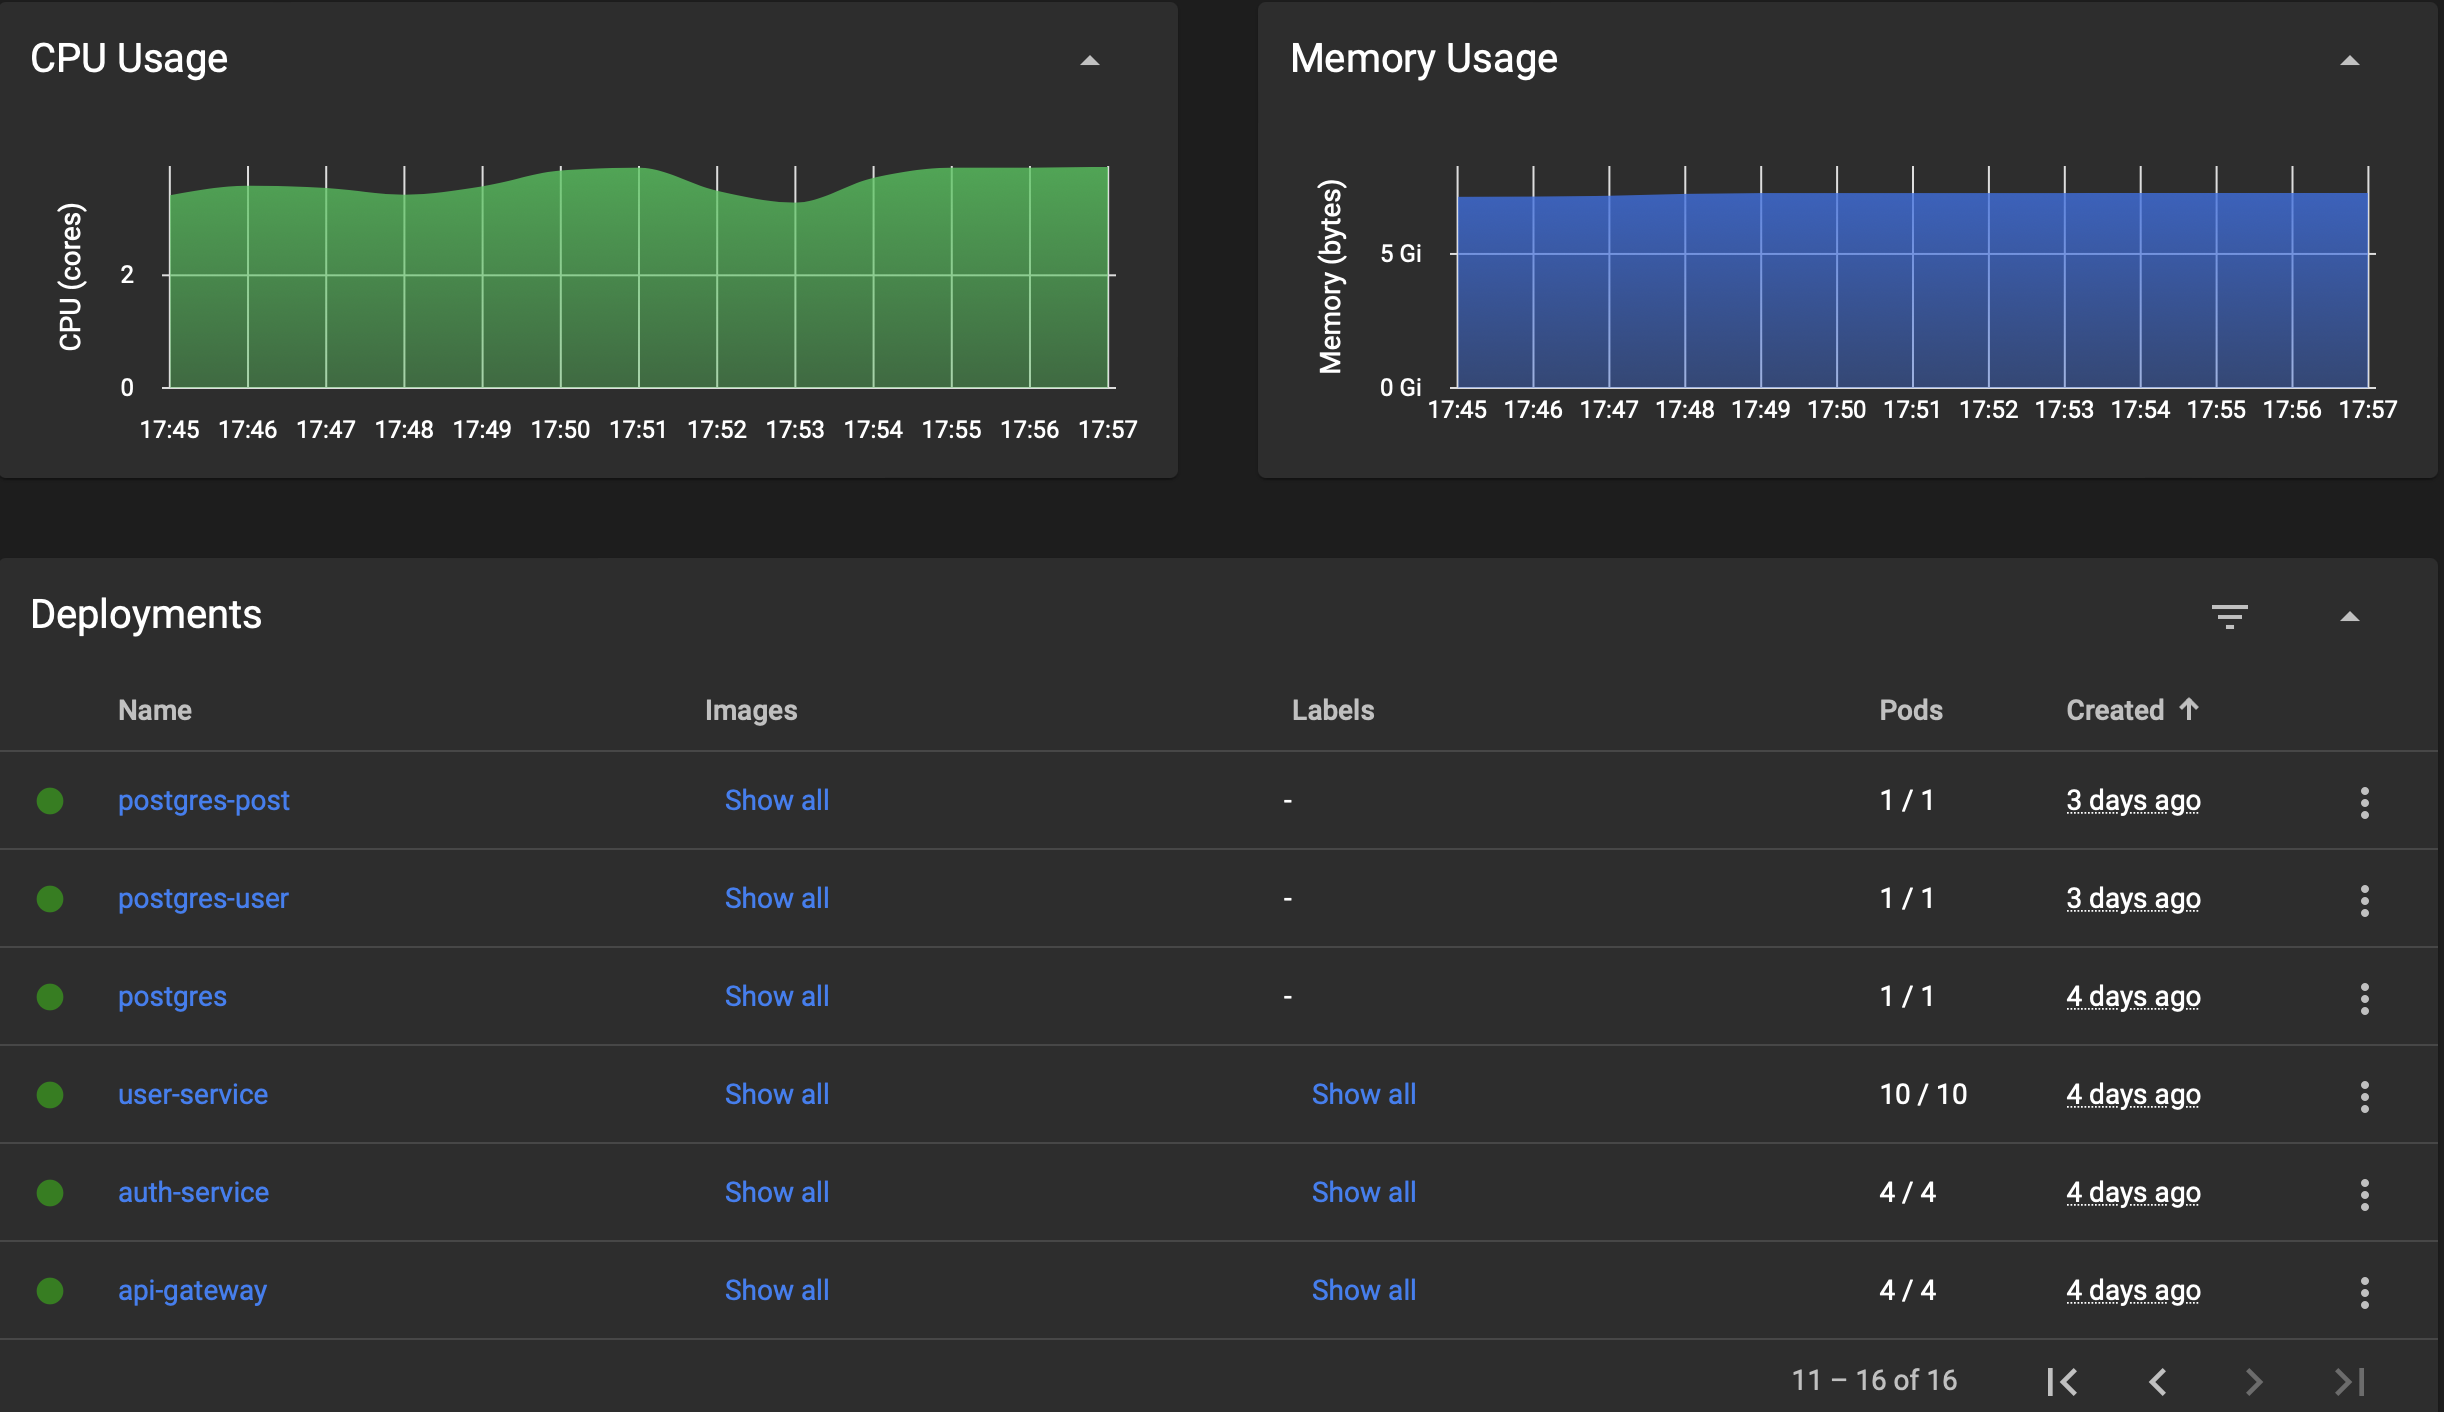 CPU Usage
CPU (cores)
2
0
17:45 17:46 17:47 17:48 17:49 17:50 17:51 17:52 17:53 17:54 17:55 17:56 17:57
Memory Usage
Memory (bytes)
5 Gi
0 Gi
17:45 17:46 17:47 17:48 17:49 17:50 17:51 17:52 17:53 17:54 17:55 17:56 17:57
Deployments
Name Images Labels Pods Created ↑
postgres-post Show all - 1 / 1 3 days ago
postgres-user Show all - 1 / 1 3 days ago
postgres Show all - 1 / 1 4 days ago
user-service Show all Show all 10 / 10 4 days ago
auth-service Show all Show all 4 / 4 4 days ago
api-gateway Show all Show all 4 / 4 4 days ago
11 – 16 of 16